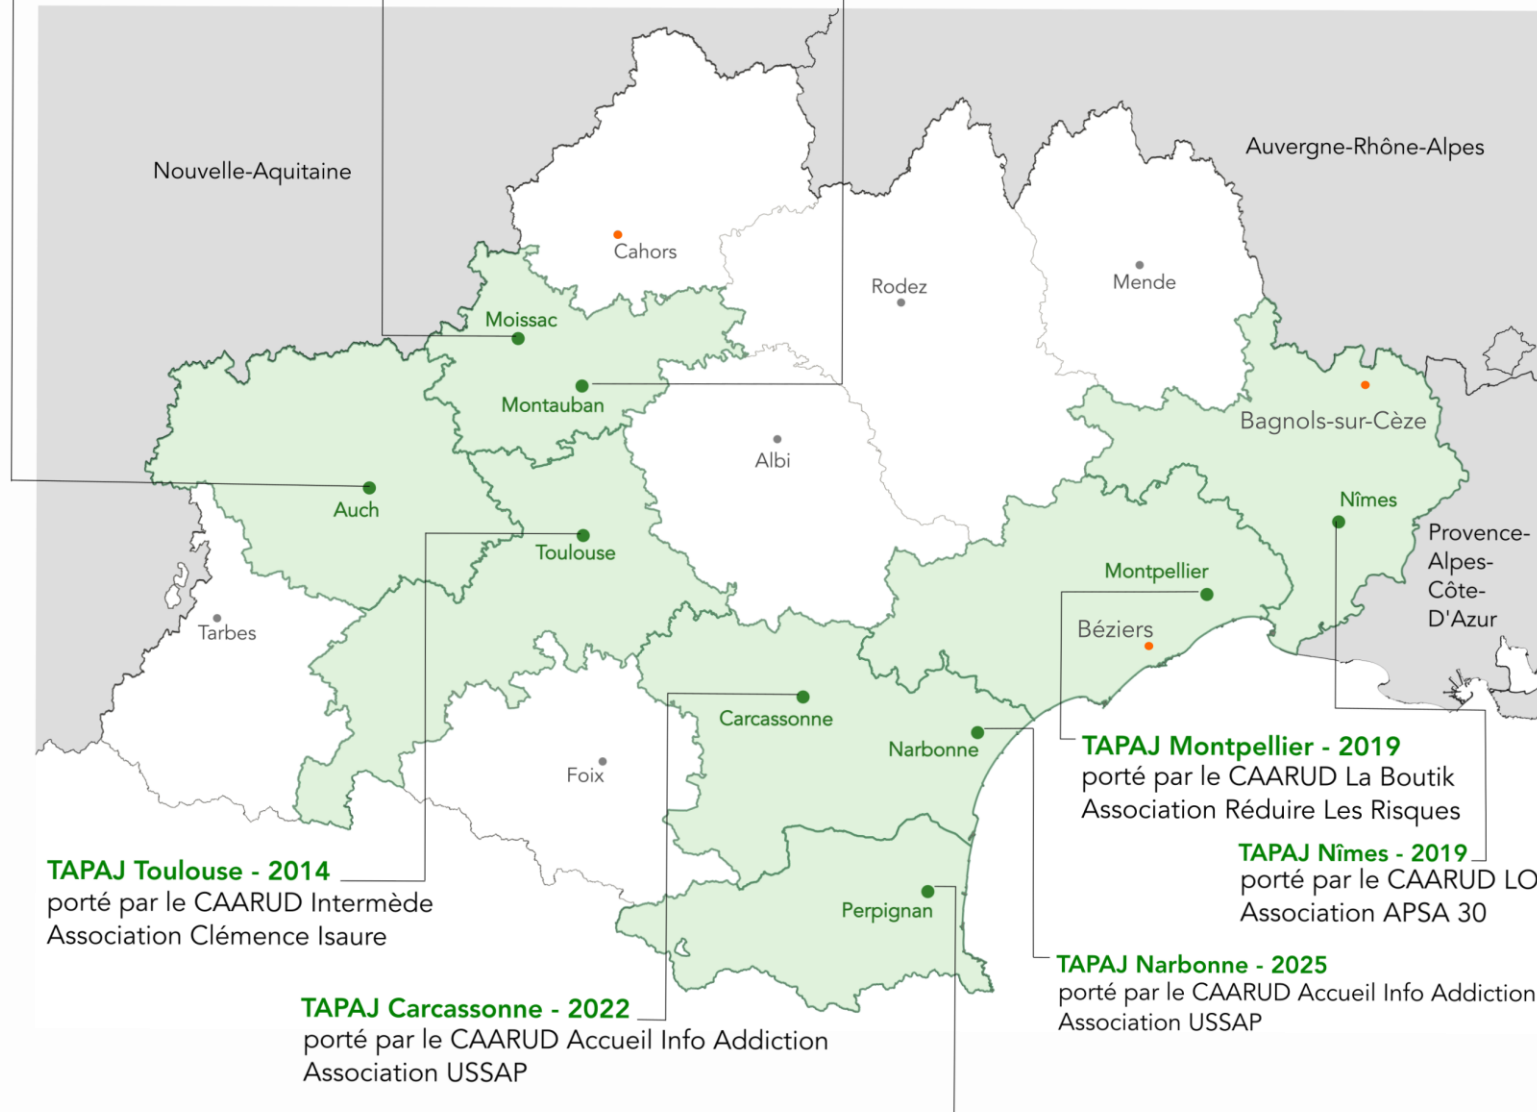 Nouvelle-Aquitaine
Auvergne-Rhône-Alpes
Cahors
Rodez
Mende
Moissac
Montauban
Bagnols-sur-Cèze
Albi
Auch
Nîmes
Toulouse
Provence-
Alpes-
Côte-
D'Azur
Montpellier
Tarbes
Béziers
Carcassonne
Narbonne
Foix
Perpignan
TAPAJ Montpellier - 2019
porté par le CAARUD La Boutik
Association Réduire Les Risques
TAPAJ Nîmes - 2019
porté par le CAARUD LO
Association APSA 30
TAPAJ Toulouse - 2014
porté par le CAARUD Intermède
Association Clémence Isaure
TAPAJ Narbonne - 2025
porté par le CAARUD Accueil Info Addiction
Association USSAP
TAPAJ Carcassonne - 2022
porté par le CAARUD Accueil Info Addiction
Association USSAP